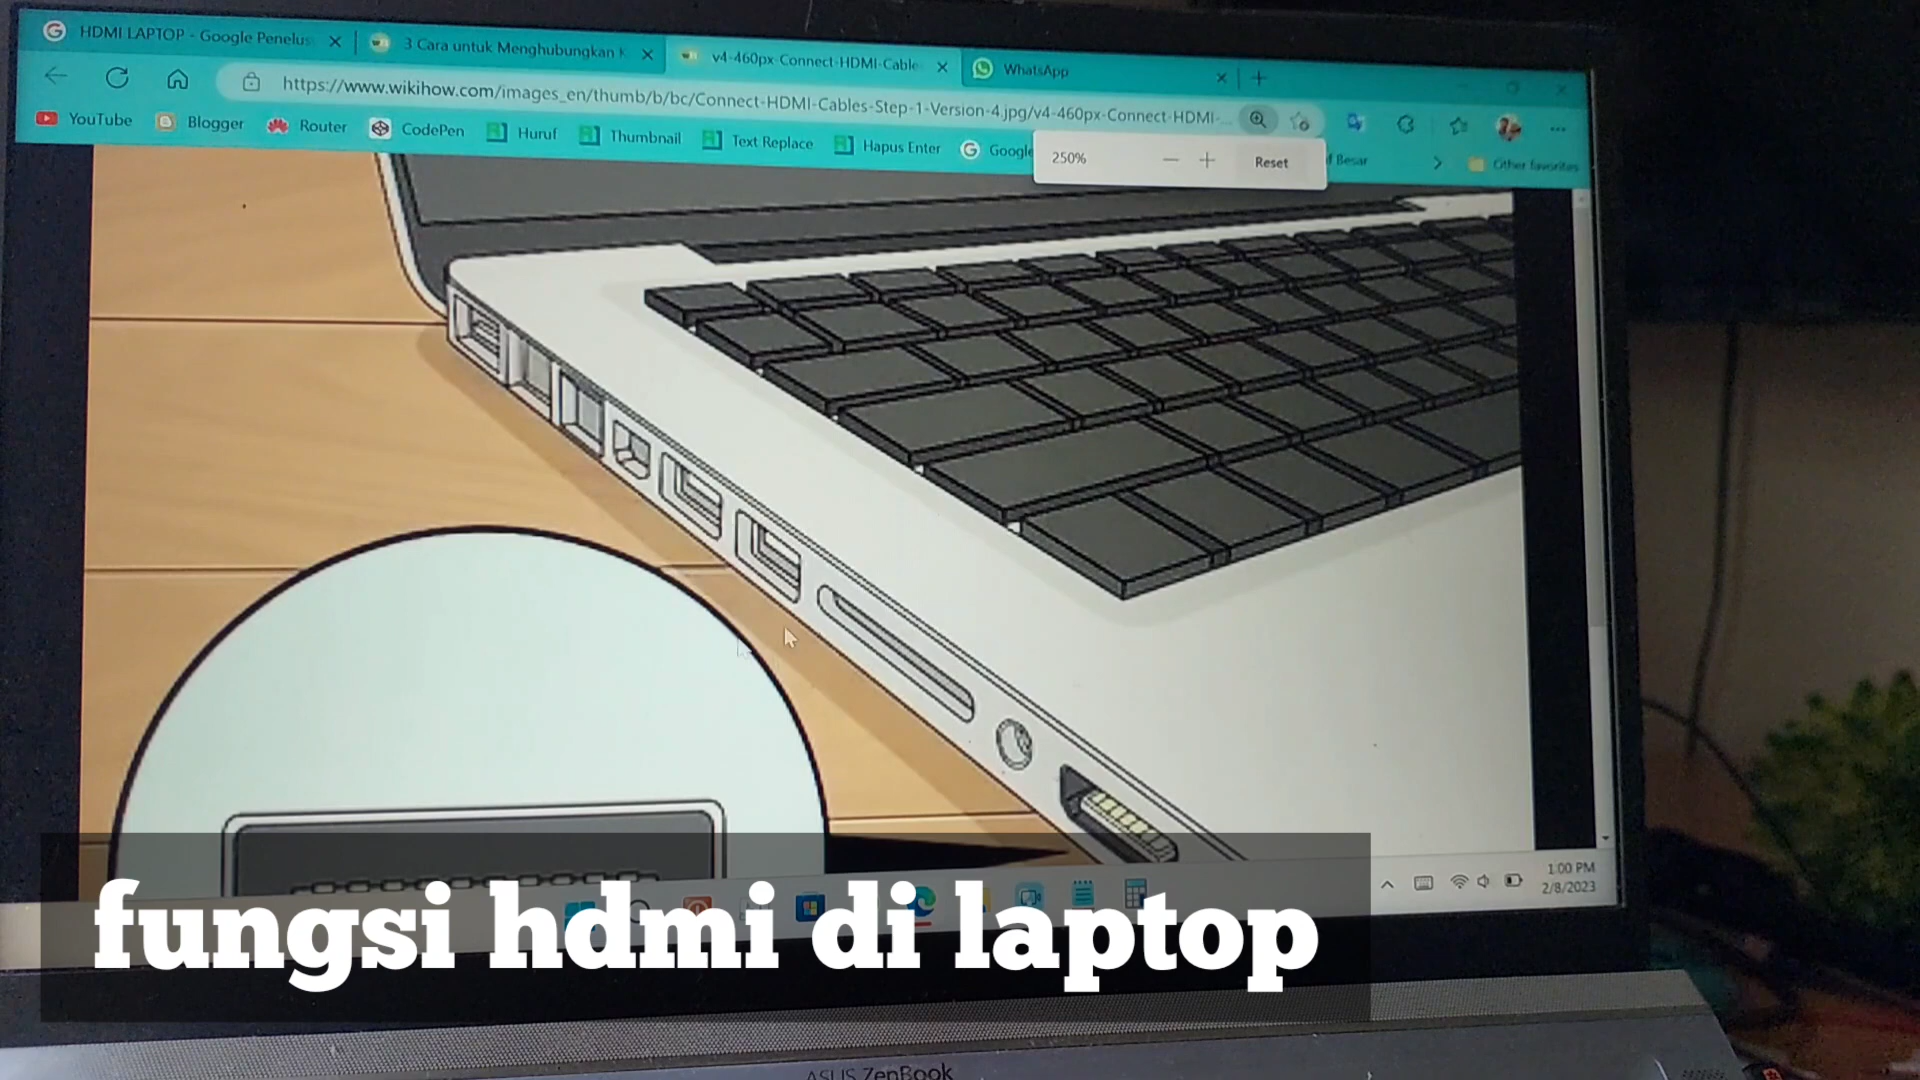 HDMI LAPTOP - Google Penelus
3 Cara untuk Menghubungkan K
v4-460px-Connect-HDMI-Cable
WhatsApp
https://www.wikihow.com/images_en/thumb/b/bc/Connect-HDMI-Cables-Step-1-Version-4.jpg/v4-460px-Connect-HDMI-...
YouTube
Blogger
Router
CodePen
Huruf
Thumbnail
Text Replace
Hapus Enter
Google
f Besar
Other favorites
250%
Reset
1:00 PM
2/8/2023
fungsi hdmi di laptop
ASUS ZenBook